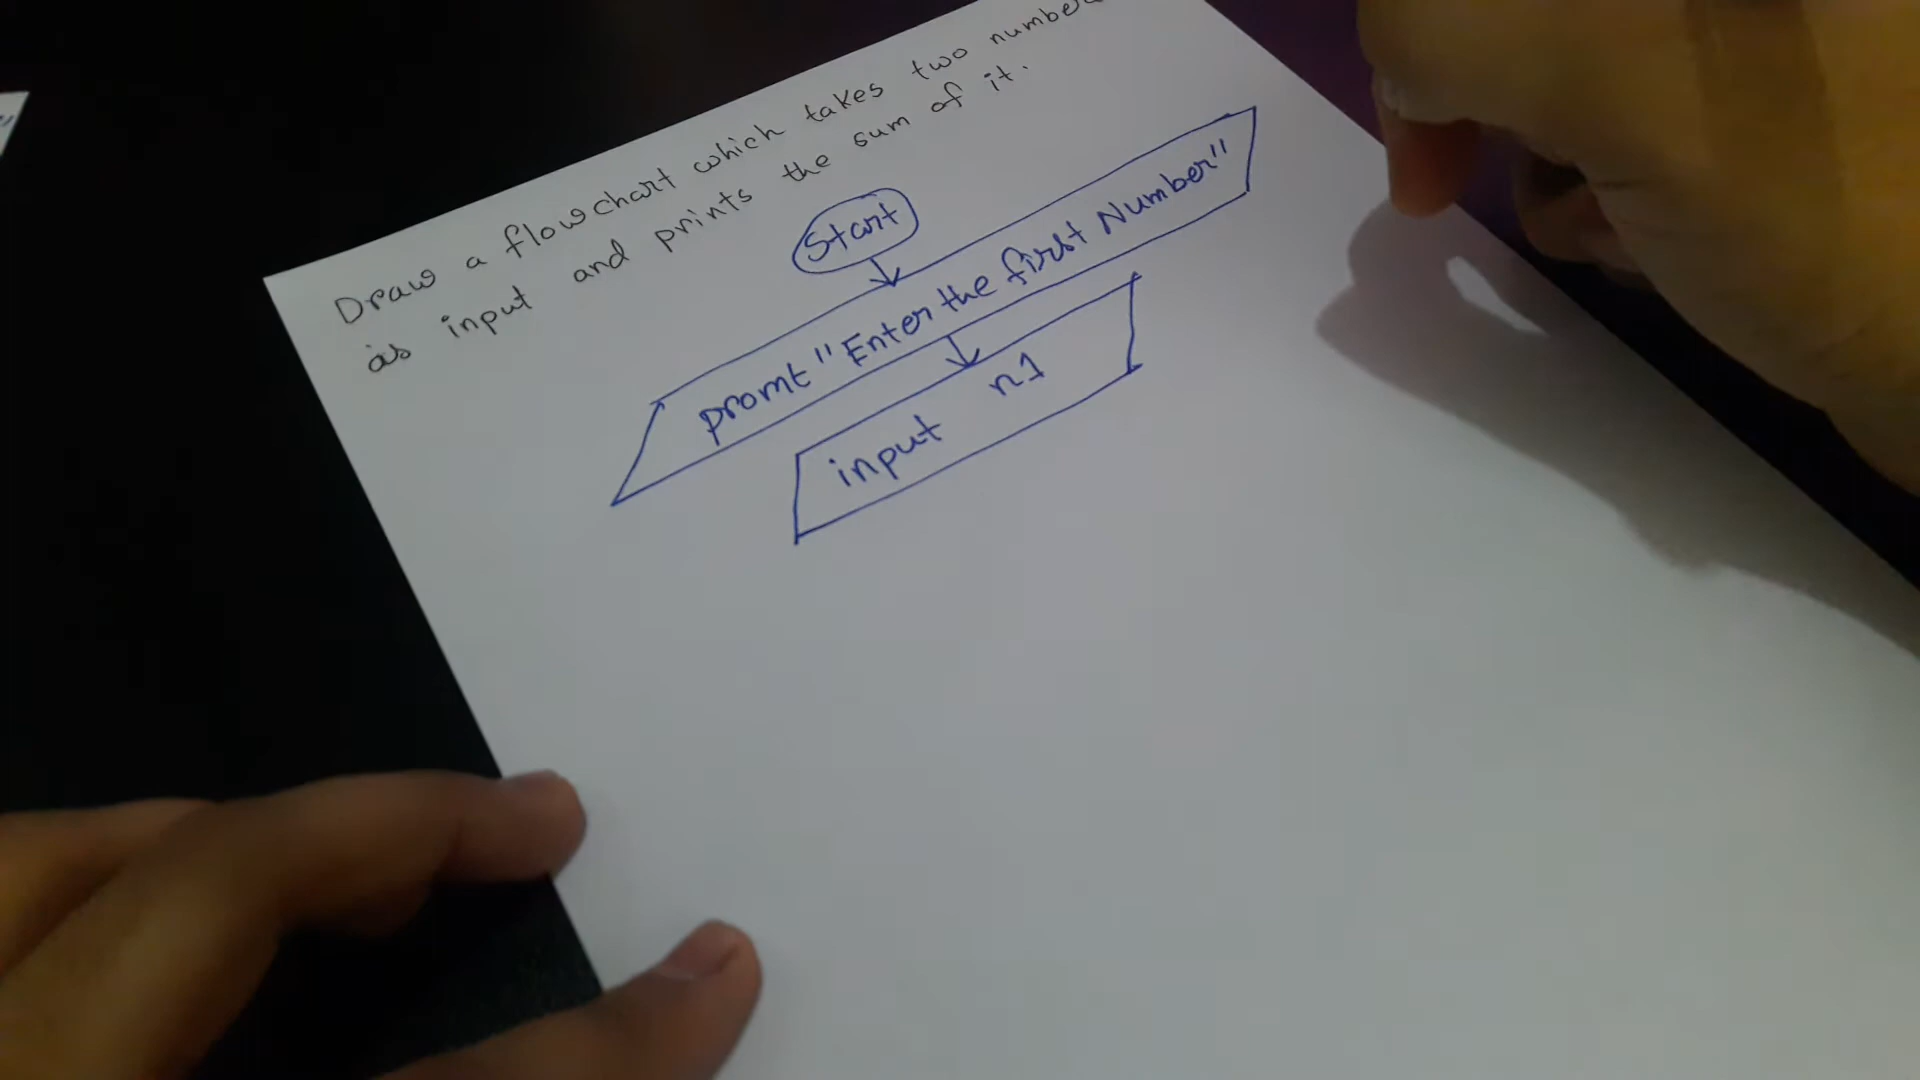 Draw a flowchart which takes two numbers
as input and prints the sum of it.
Start
promt "Enter the first Number"
input n1